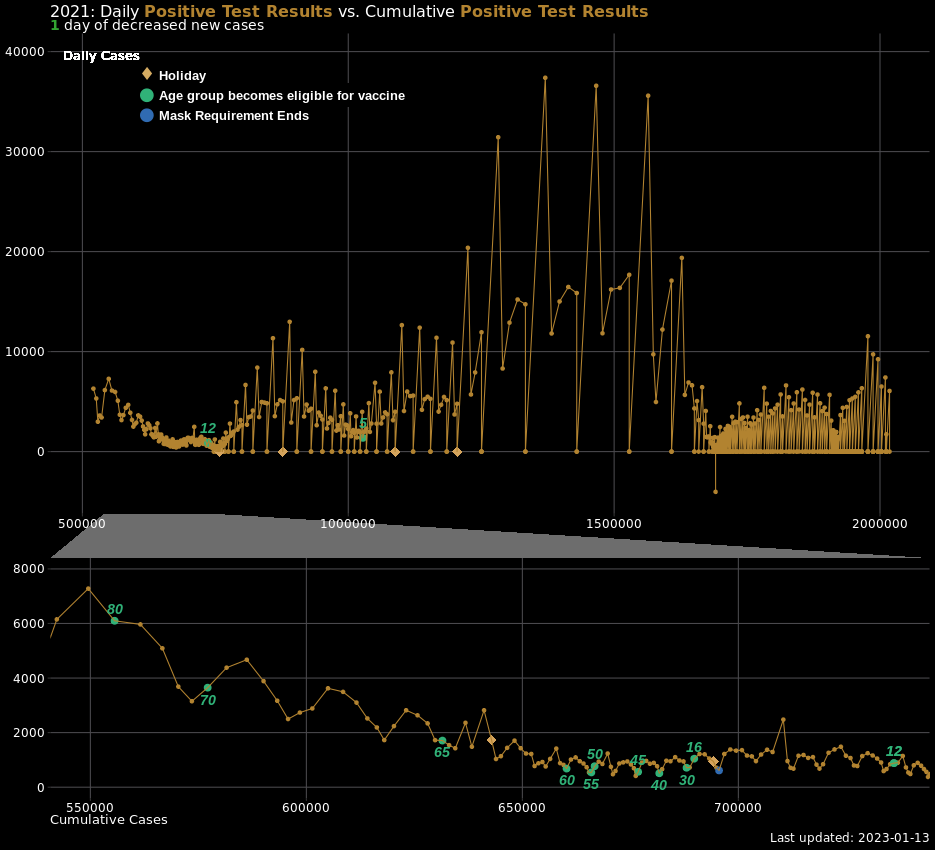 2021: Daily Positive Test Results vs. Cumulative Positive Test Results
1 day of decreased new cases
40000
Daily Cases
Holiday
Age group becomes eligible for vaccine
Mask Requirement Ends
30000
20000
10000
5
12
0
500000 1000000 1500000 2000000
8000
80
6000
70
4000
65
2000
50
45
16
12
60
55
40
30
0
550000 600000 650000 700000
Cumulative Cases
Last updated: 2023-01-13